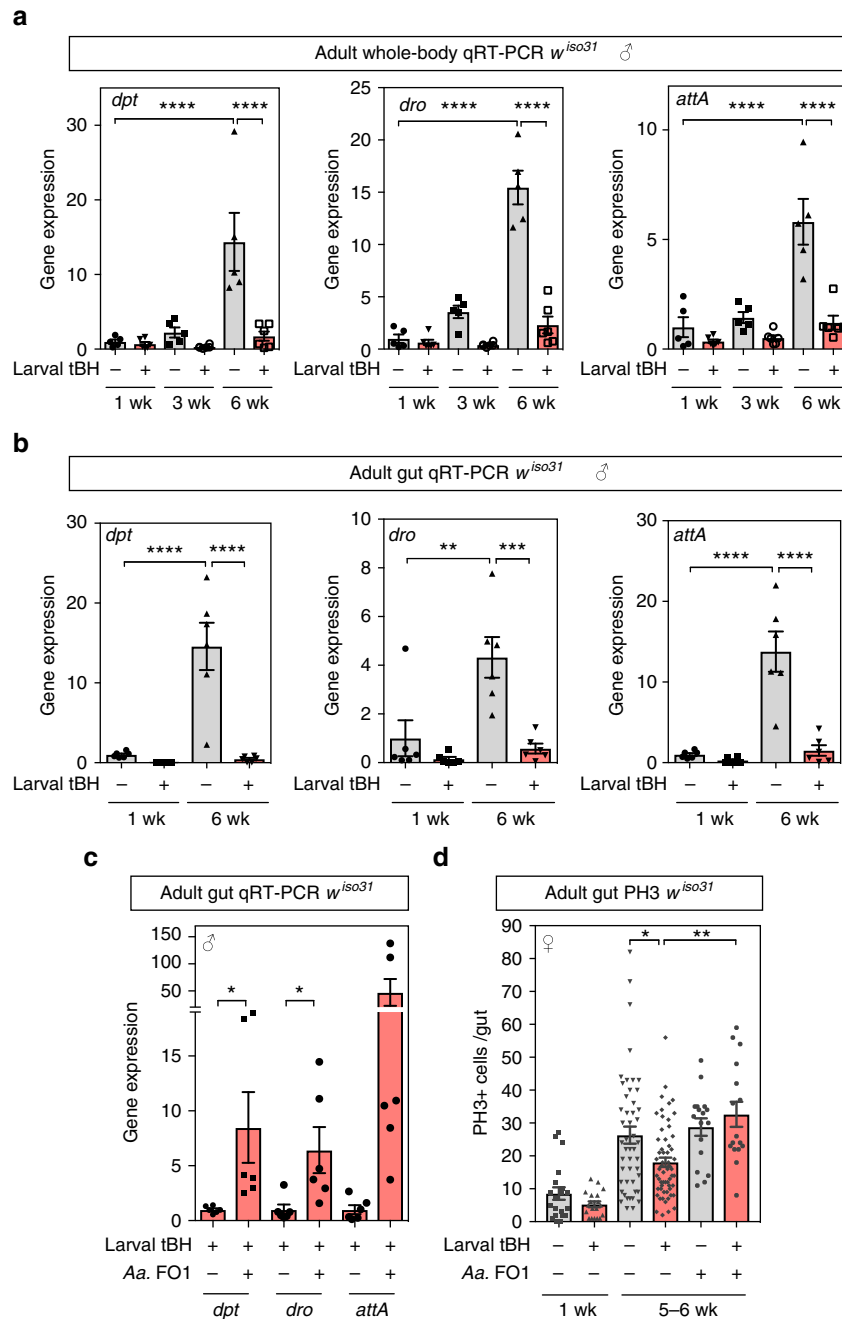 a
Adult whole-body qRT-PCR w^iso31 ♂
dpt
dro
attA
**** ****
**** ****
**** ****
Gene expression
30
20
10
0
Gene expression
25
20
15
10
5
0
Gene expression
10
5
0
Larval tBH – + – + – +
– + – + – +
– + – + – +
1 wk 3 wk 6 wk
1 wk 3 wk 6 wk
1 wk 3 wk 6 wk
b
Adult gut qRT-PCR w^iso31 ♂
dpt
dro
attA
**** ****
** ***
**** ****
Gene expression
30
20
10
0
Gene expression
10
8
6
4
2
0
Gene expression
30
20
10
0
Larval tBH – + – +
Larval tBH – + – +
Larval tBH – + – +
1 wk 6 wk
1 wk 6 wk
1 wk 6 wk
c
Adult gut qRT-PCR w^iso31
♂
* *
Gene expression
150
100
50
20
15
10
5
0
Larval tBH + + + + + +
Aa. FO1 – + – + – +
dpt dro attA
d
Adult gut PH3 w^iso31
♀
* **
PH3+ cells /gut
90
80
70
60
50
40
30
20
10
0
Larval tBH – + – + – +
Aa. FO1 – – – – + +
1 wk 5–6 wk